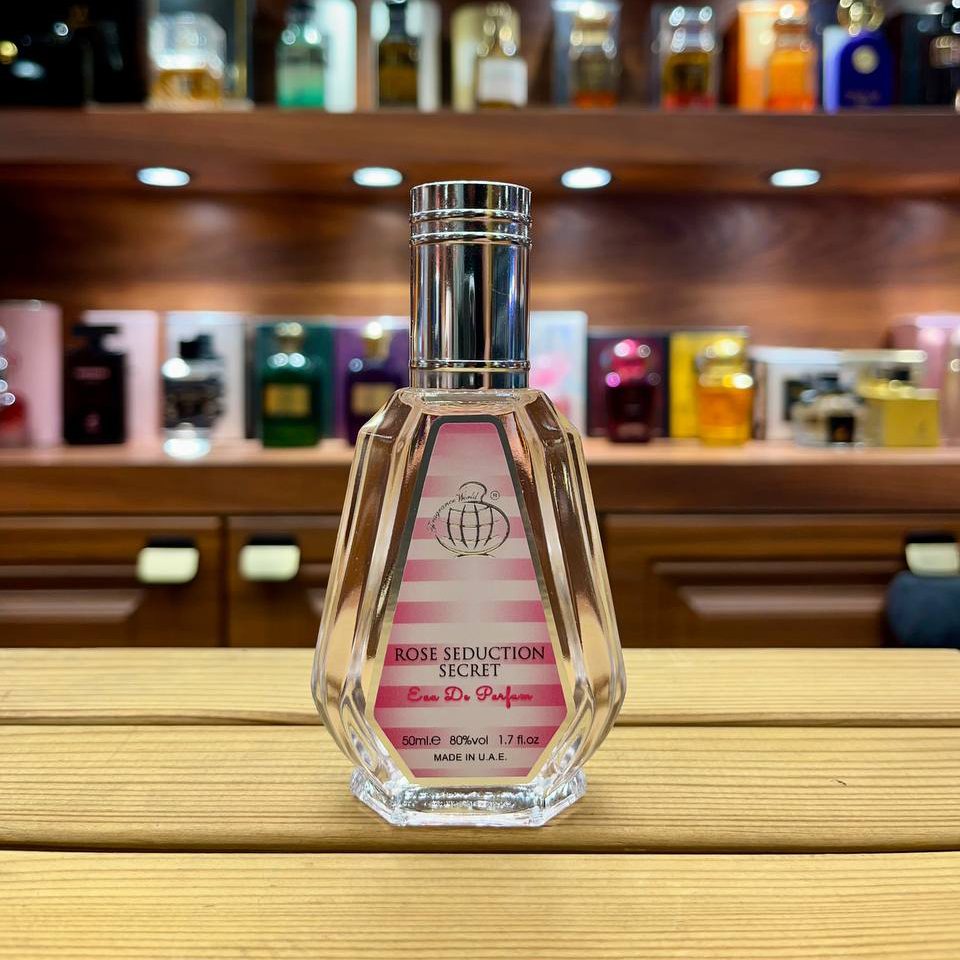 Fragrance World
ROSE SEDUCTION
SECRET
Eau De Parfum
50ml.e 80%vol 1.7 fl.oz
MADE IN U.A.E.